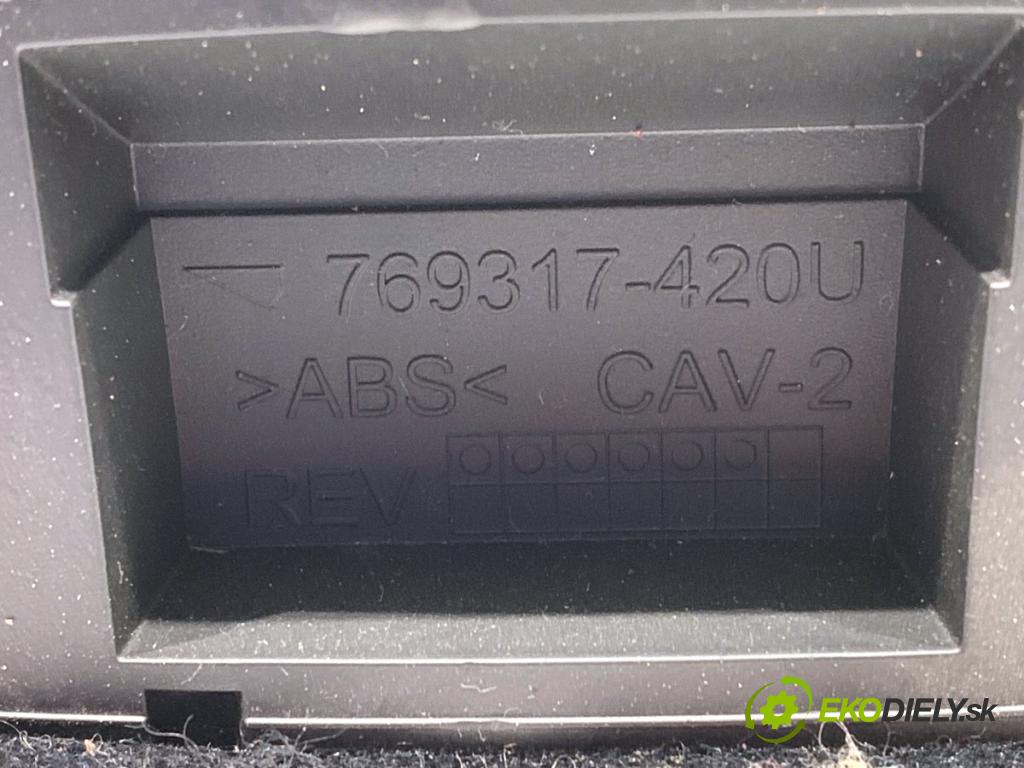 769317-420U
>ABS< CAV-2
REV
EKODIELY.sk